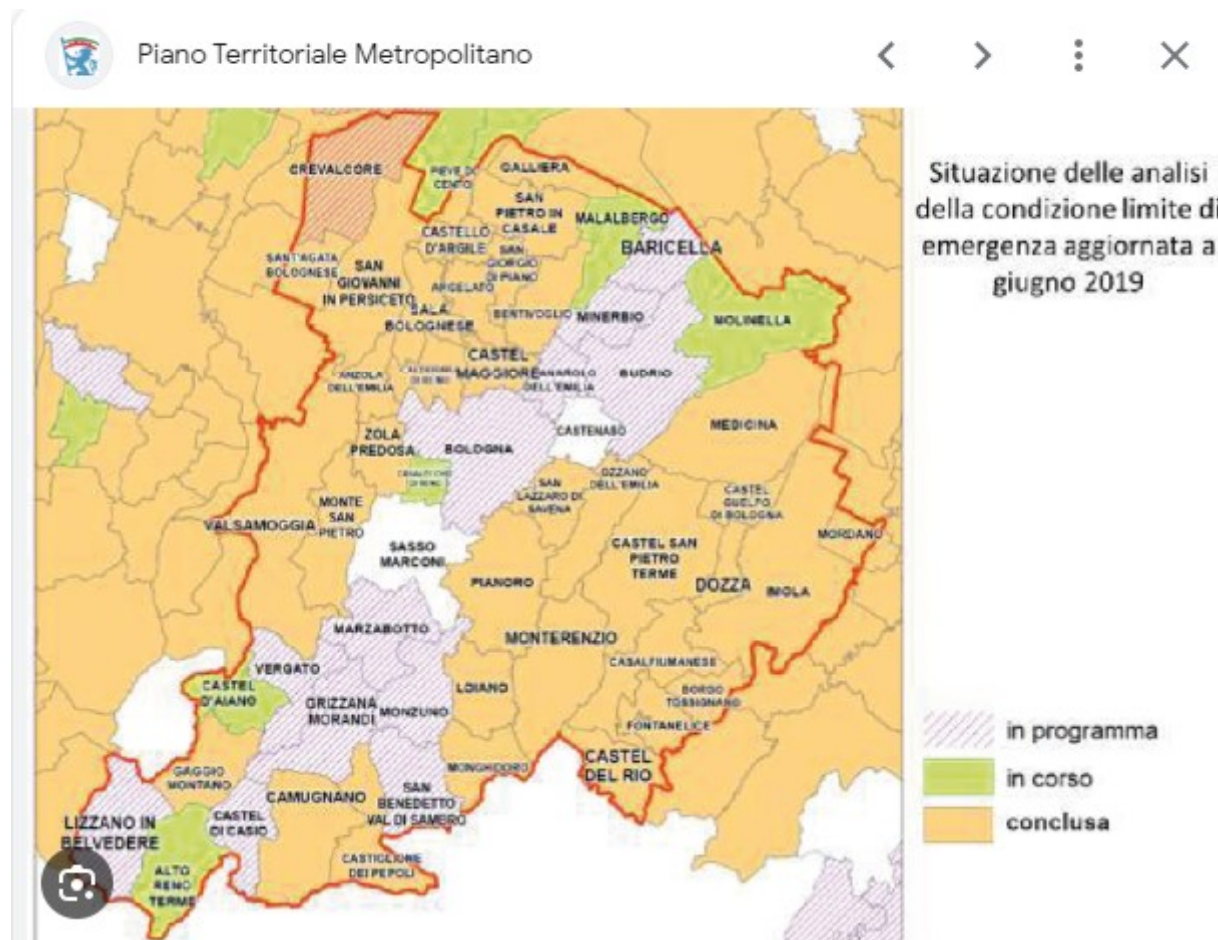 Piano Territoriale Metropolitano
Situazione delle analisi
della condizione limite di
emergenza aggiornata a
giugno 2019
CREVALCORE
PIEVE DI
CENTO
GALLIERA
SAN
PIETRO IN
CASALE
MALALBERGO
CASTELLO
D'ARGILE
BARICELLA
SANT'AGATA
BOLOGNESE
SAN
GIOVANNI
IN PERSICETO
SAN
GIORGIO
DI PIANO
ARGELATO
SALA
BOLOGNESE
BENTIVOGLIO
MINERBIO
MOLINELLA
CASTEL
MAGGIORE
ANZOLA
DELL'EMILIA
DELL'EMILIA
BUDRIO
ZOLA
PREDOSA
BOLOGNA
CASTENASO
MEDICINA
SAN
LAZZARO DI
SAVENA
OZZANO
DELL'EMILIA
CASTEL
GUELFO
DI BOLOGNA
VALSAMOGGIA
MONTE
SAN
PIETRO
MORDANO
SASSO
MARCONI
CASTEL SAN
PIETRO
TERME
PIANORO
DOZZA
IMOLA
MARZABOTTO
MONTERENZIO
VERGATO
CASALFIUMANESE
CASTEL
D'AIANO
LOIANO
BORGO
TOSSIGNANO
GRIZZANA
MORANDI
MONZUNO
FONTANELICE
GAGGIO
MONTANO
MONGHIDORO
CASTEL
DEL RIO
CAMUGNANO
SAN
BENEDETTO
VAL DI SAMBRO
LIZZANO IN
BELVEDERE
CASTEL
DI CASIO
CASTIGLIONE
DEI PEPOLI
ALTO
RENO
TERME
in programma
in corso
conclusa